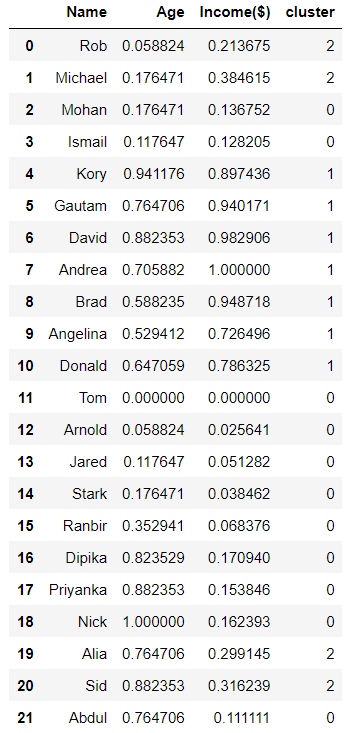 Name Age Income($) cluster
0 Rob 0.058824 0.213675 2
1 Michael 0.176471 0.384615 2
2 Mohan 0.176471 0.136752 0
3 Ismail 0.117647 0.128205 0
4 Kory 0.941176 0.897436 1
5 Gautam 0.764706 0.940171 1
6 David 0.882353 0.982906 1
7 Andrea 0.705882 1.000000 1
8 Brad 0.588235 0.948718 1
9 Angelina 0.529412 0.726496 1
10 Donald 0.647059 0.786325 1
11 Tom 0.000000 0.000000 0
12 Arnold 0.058824 0.025641 0
13 Jared 0.117647 0.051282 0
14 Stark 0.176471 0.038462 0
15 Ranbir 0.352941 0.068376 0
16 Dipika 0.823529 0.170940 0
17 Priyanka 0.882353 0.153846 0
18 Nick 1.000000 0.162393 0
19 Alia 0.764706 0.299145 2
20 Sid 0.882353 0.316239 2
21 Abdul 0.764706 0.111111 0